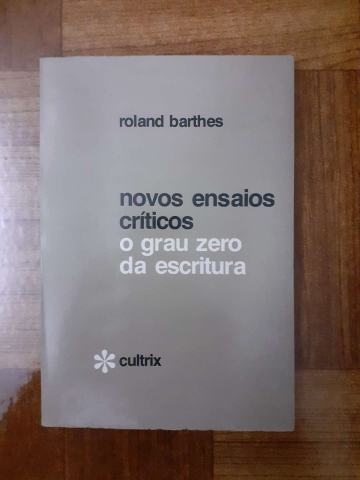 roland barthes
novos ensaios
críticos
o grau zero
da escritura
cultrix